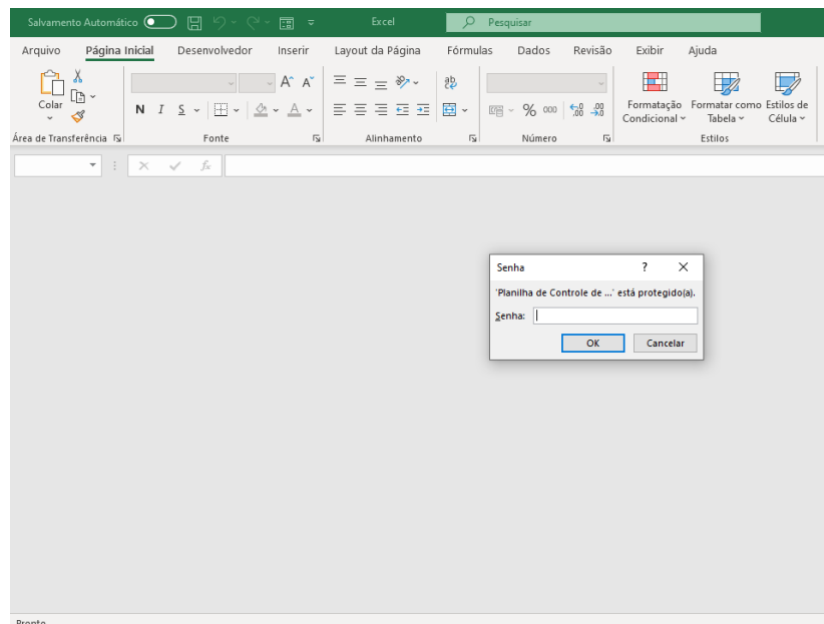 Salvamento Automático
Excel
Pesquisar
Arquivo Página Inicial Desenvolvedor Inserir Layout da Página Fórmulas Dados Revisão Exibir Ajuda
Colar
N I S A A A
ab
% 000
Formatação Condicional
Formatar como Tabela
Estilos de Célula
Área de Transferência Fonte Alinhamento Número Estilos
fx
Senha ? ×
'Planilha de Controle de ...' está protegido(a).
Senha:
OK Cancelar
Pronto